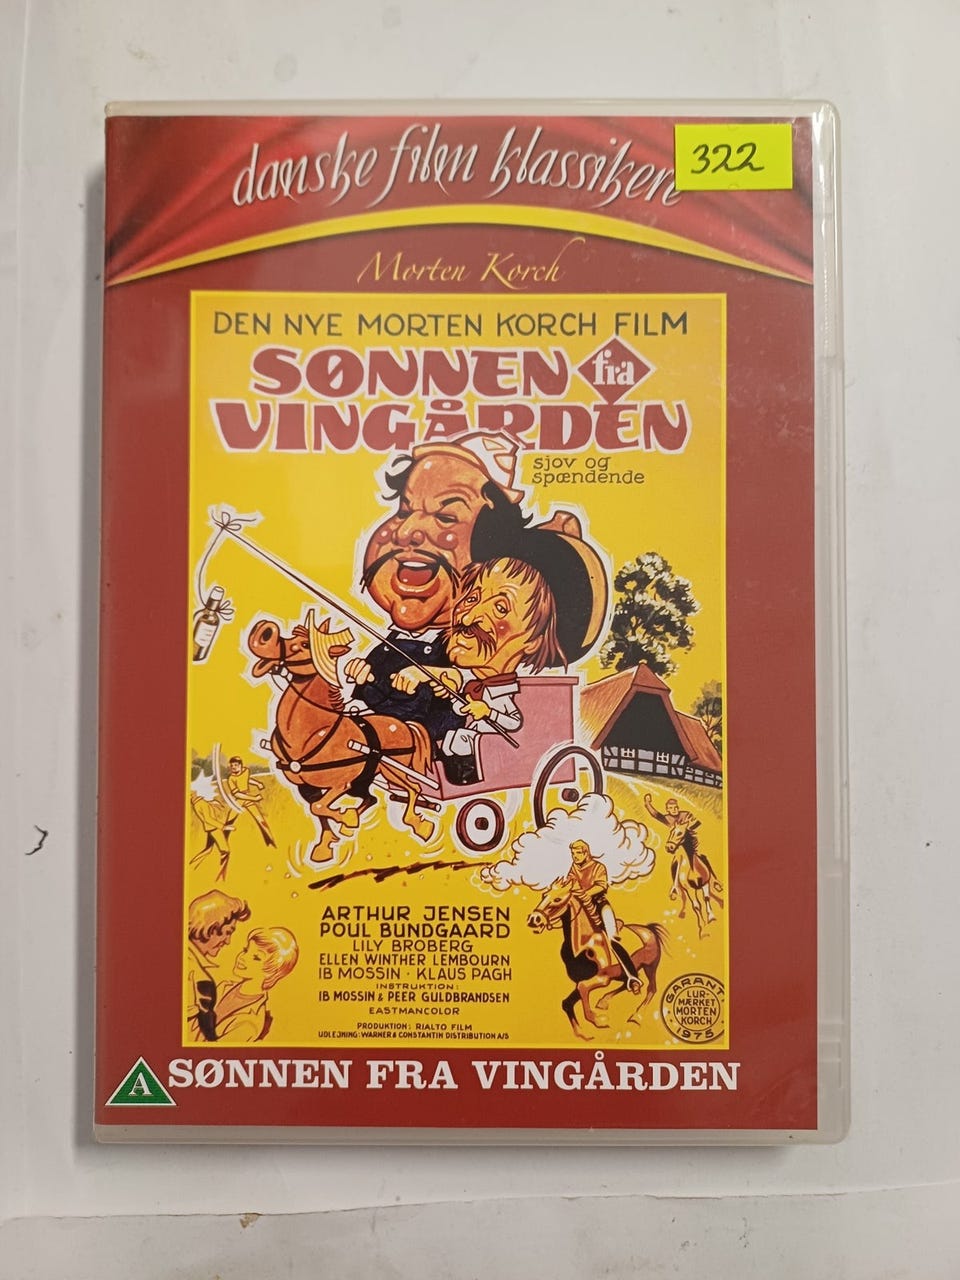 danske film klassikere
322
Morten Korch
DEN NYE MORTEN KORCH FILM
SØNNEN fra
VINGÅRDEN
sjov og
spændende
ARTHUR JENSEN
POUL BUNDGAARD
LILY BROBERG
ELLEN WINTHER LEMBOURN
IB MOSSIN · KLAUS PAGH
INSTRUKTION:
IB MOSSIN & PEER GULDBRANDSEN
EASTMANCOLOR
PRODUKTION: RIALTO FILM
UDLEJNING: WARNER & CONSTANTIN DISTRIBUTION A/S
GARANT
LUR-
MÆRKET
MORTEN
KORCH
1975
A SØNNEN FRA VINGÅRDEN